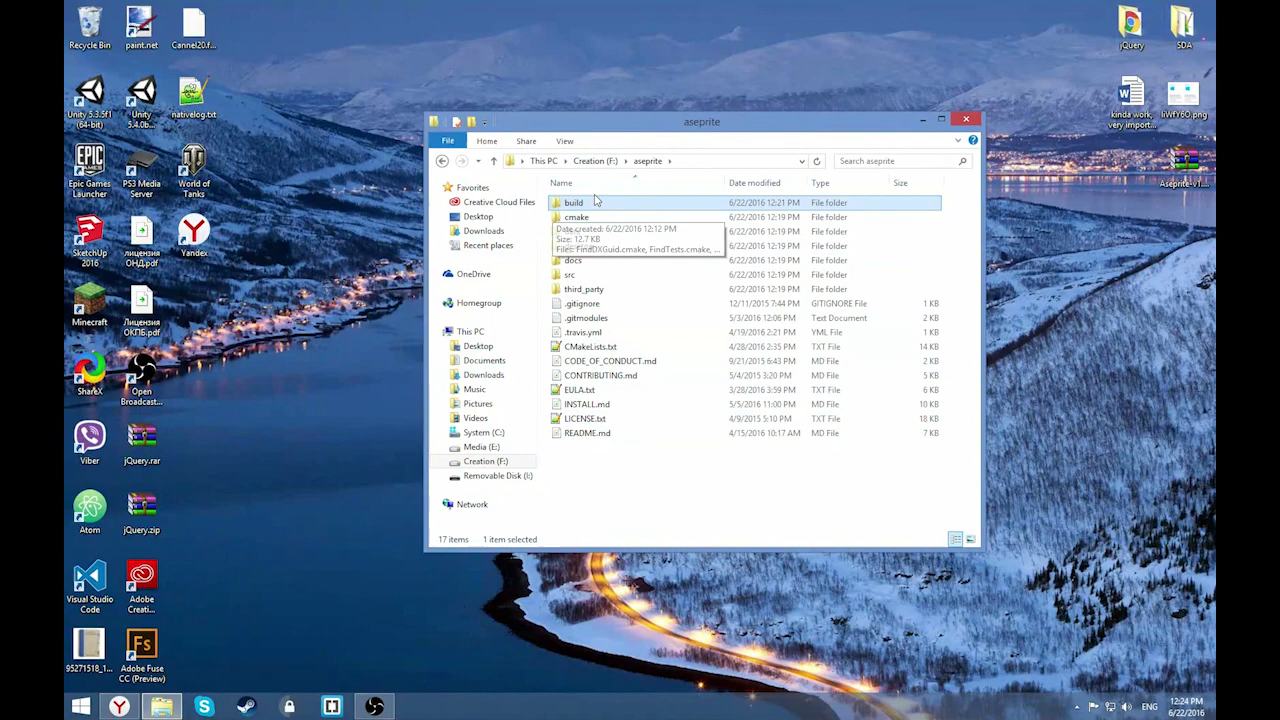 Recycle Bin
paint.net
Cannel20.f...
Unity 5.3.5f1 (64-bit)
Unity 5.4.0b...
nativelog.txt
Epic Games Launcher
PS3 Media Server
World of Tanks
SketchUp 2016
лицензия ОНД.pdf
Yandex
Minecraft
Лицензия ОКПБ.pdf
ShareX
Open Broadcast...
Viber
jQuery.rar
Atom
jQuery.zip
Visual Studio Code
Adobe Creati...
95271518_1...
Adobe Fuse CC (Preview)
jQuery
SDA
kinda work, very import...
liWfY6O.png
Aseprite-v1....
aseprite
File Home Share View
This PC Creation (F:) aseprite
Search aseprite
Name Date modified Type Size
Favorites
Creative Cloud Files
Desktop
Downloads
Recent places
OneDrive
Homegroup
This PC
Desktop
Documents
Downloads
Music
Pictures
Videos
System (C:)
Media (E:)
Creation (F:)
Removable Disk (I:)
Network
build 6/22/2016 12:21 PM File folder
cmake 6/22/2016 12:19 PM File folder
Date created: 6/22/2016 12:12 PM
Size: 12.7 KB
Files: FindDXGuid.cmake, FindTests.cmake, ...
6/22/2016 12:19 PM File folder
6/22/2016 12:19 PM File folder
docs 6/22/2016 12:19 PM File folder
src 6/22/2016 12:19 PM File folder
third_party 6/22/2016 12:19 PM File folder
.gitignore 12/11/2015 7:44 PM GITIGNORE File 1 KB
.gitmodules 5/3/2016 12:06 PM Text Document 2 KB
.travis.yml 4/19/2016 2:21 PM YML File 1 KB
CMakeLists.txt 4/28/2016 2:35 PM TXT File 14 KB
CODE_OF_CONDUCT.md 9/21/2015 6:43 PM MD File 2 KB
CONTRIBUTING.md 5/4/2015 3:20 PM MD File 5 KB
EULA.txt 3/28/2016 3:59 PM TXT File 6 KB
INSTALL.md 5/5/2016 11:00 PM MD File 10 KB
LICENSE.txt 4/9/2015 5:10 PM TXT File 18 KB
README.md 4/15/2016 10:17 AM MD File 7 KB
17 items 1 item selected
ENG
12:24 PM
6/22/2016